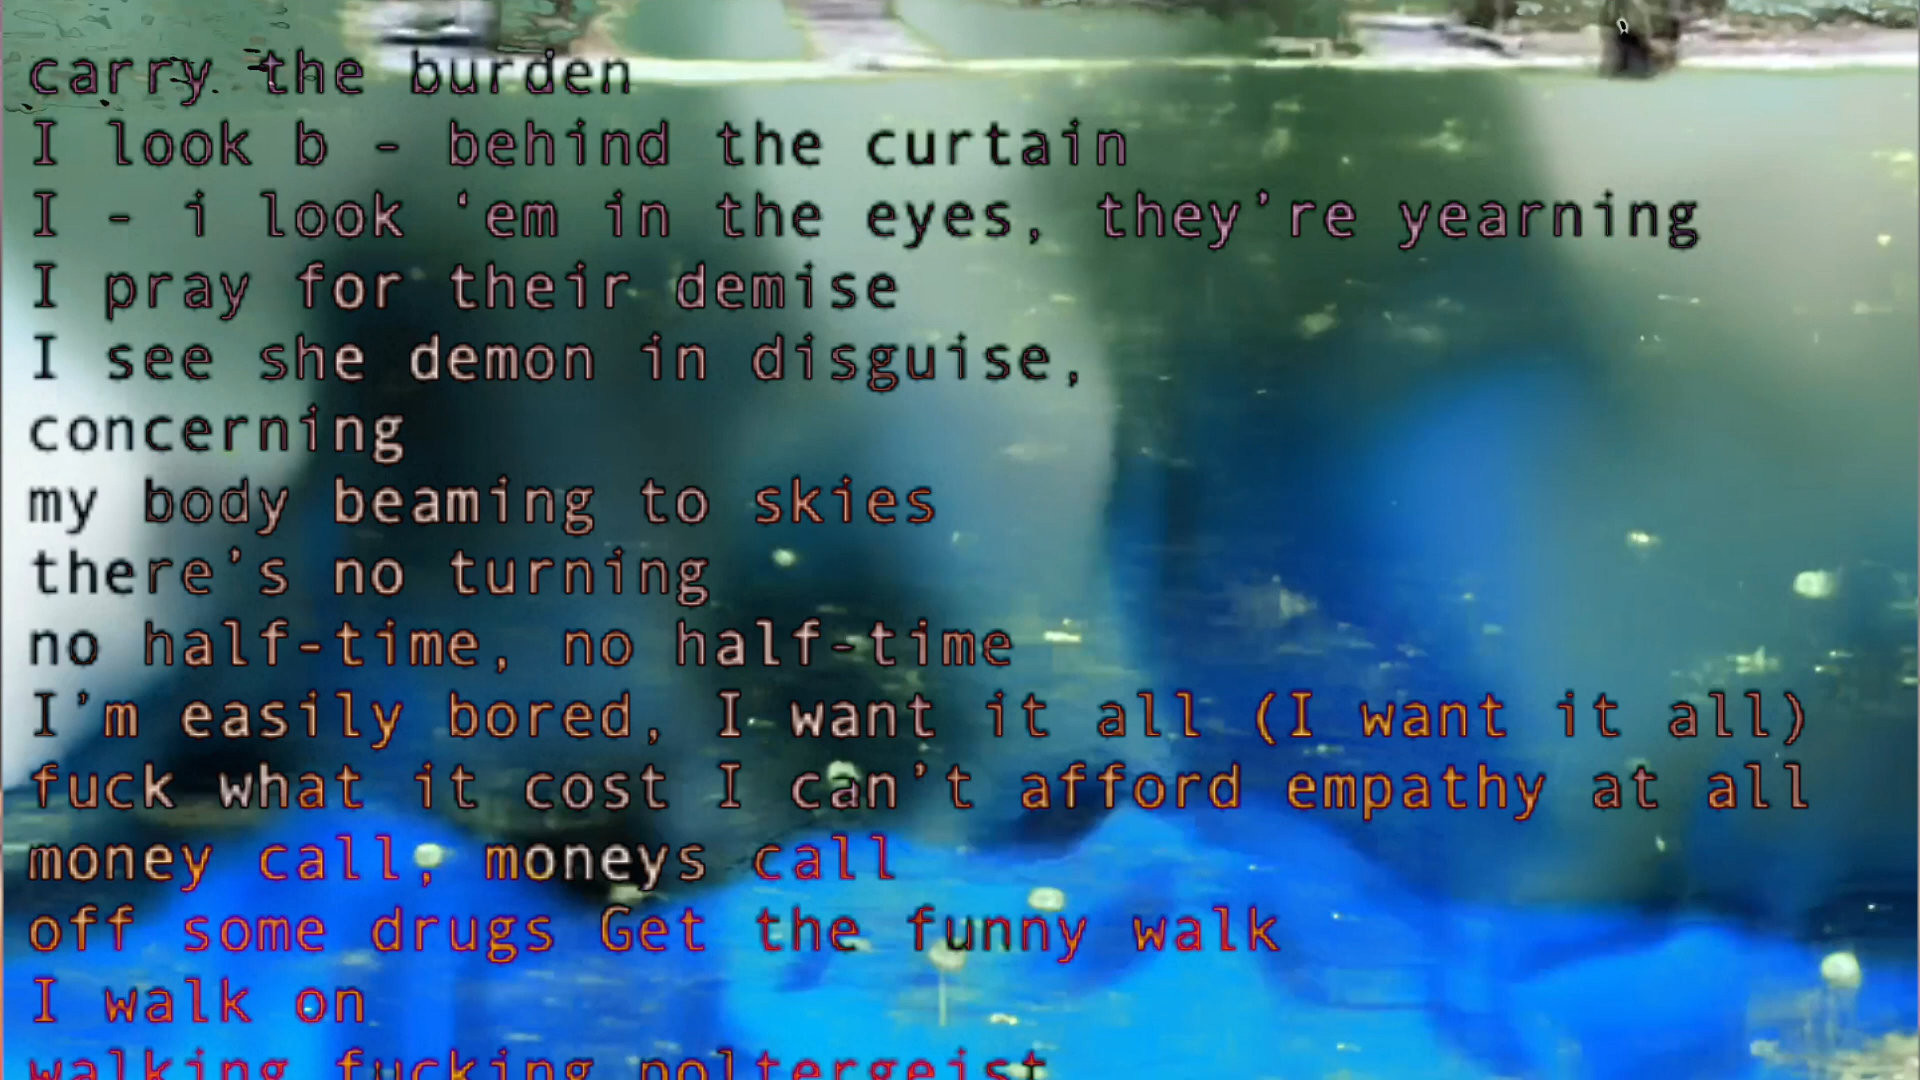 carry the burden
I look b - behind the curtain
I - i look ‘em in the eyes, they’re yearning
I pray for their demise
I see she demon in disguise,
concerning
my body beaming to skies
there’s no turning
no half-time, no half-time
I’m easily bored, I want it all (I want it all)
fuck what it cost I can’t afford empathy at all
money call, moneys call
off some drugs Get the funny walk
I walk on
walking fucking poltergeist